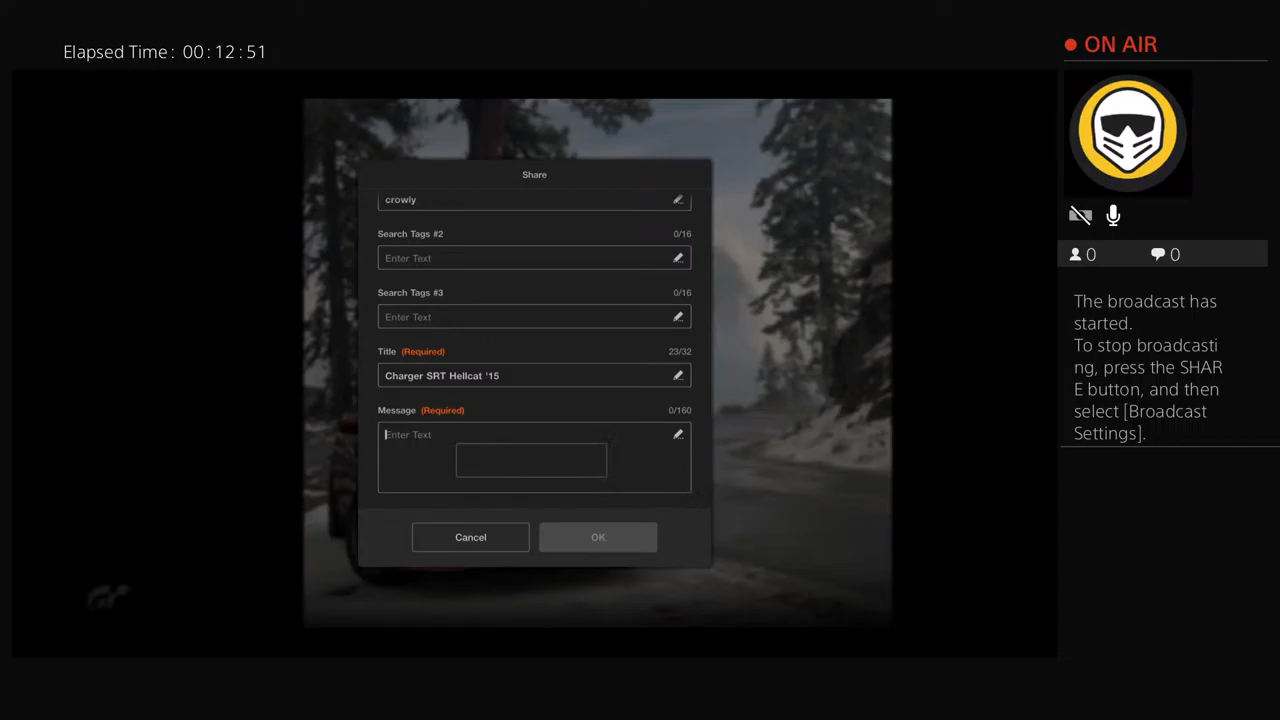 Elapsed Time: 00:12:51
ON AIR
Share
crowly
Search Tags #2 0/16
Enter Text
Search Tags #3 0/16
Enter Text
Title (Required) 23/32
Charger SRT Hellcat '15
Message (Required) 0/160
Enter Text
Cancel OK
0 0
The broadcast has
started.
To stop broadcasti
ng, press the SHAR
E button, and then
select [Broadcast
Settings].
GT